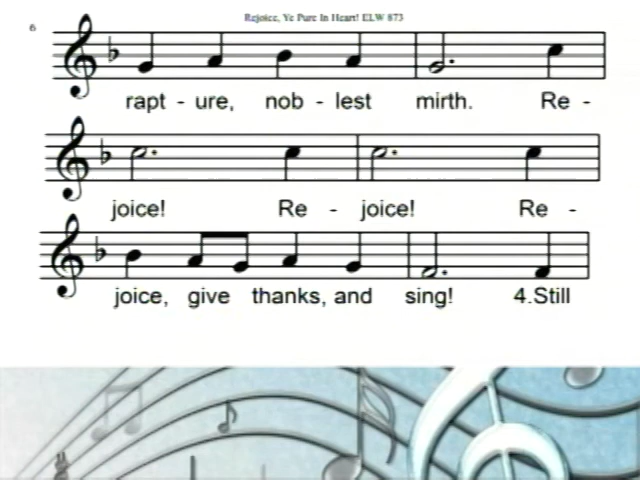 Rejoice, Ye Pure In Heart! ELW 873
6
rapt - ure, nob - lest mirth. Re -
joice! Re - joice! Re -
joice, give thanks, and sing! 4.Still